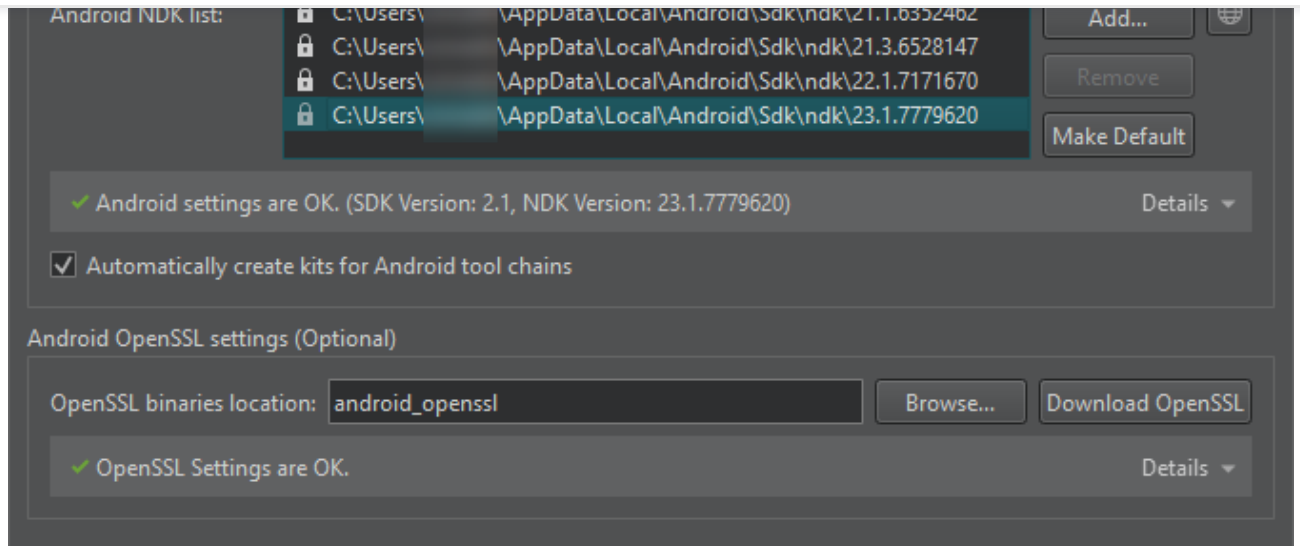 Android NDK list:
C:\Users\ \AppData\Local\Android\Sdk\ndk\21.1.6352462
Add...
C:\Users\ \AppData\Local\Android\Sdk\ndk\21.3.6528147
C:\Users\ \AppData\Local\Android\Sdk\ndk\22.1.7171670
Remove
C:\Users\ \AppData\Local\Android\Sdk\ndk\23.1.7779620
Make Default
Android settings are OK. (SDK Version: 2.1, NDK Version: 23.1.7779620)
Details
Automatically create kits for Android tool chains
Android OpenSSL settings (Optional)
OpenSSL binaries location:
android_openssl
Browse...
Download OpenSSL
OpenSSL Settings are OK.
Details